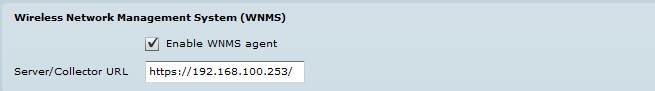 Wireless Network Management System (WNMS)
Enable WNMS agent
Server/Collector URL https://192.168.100.253/